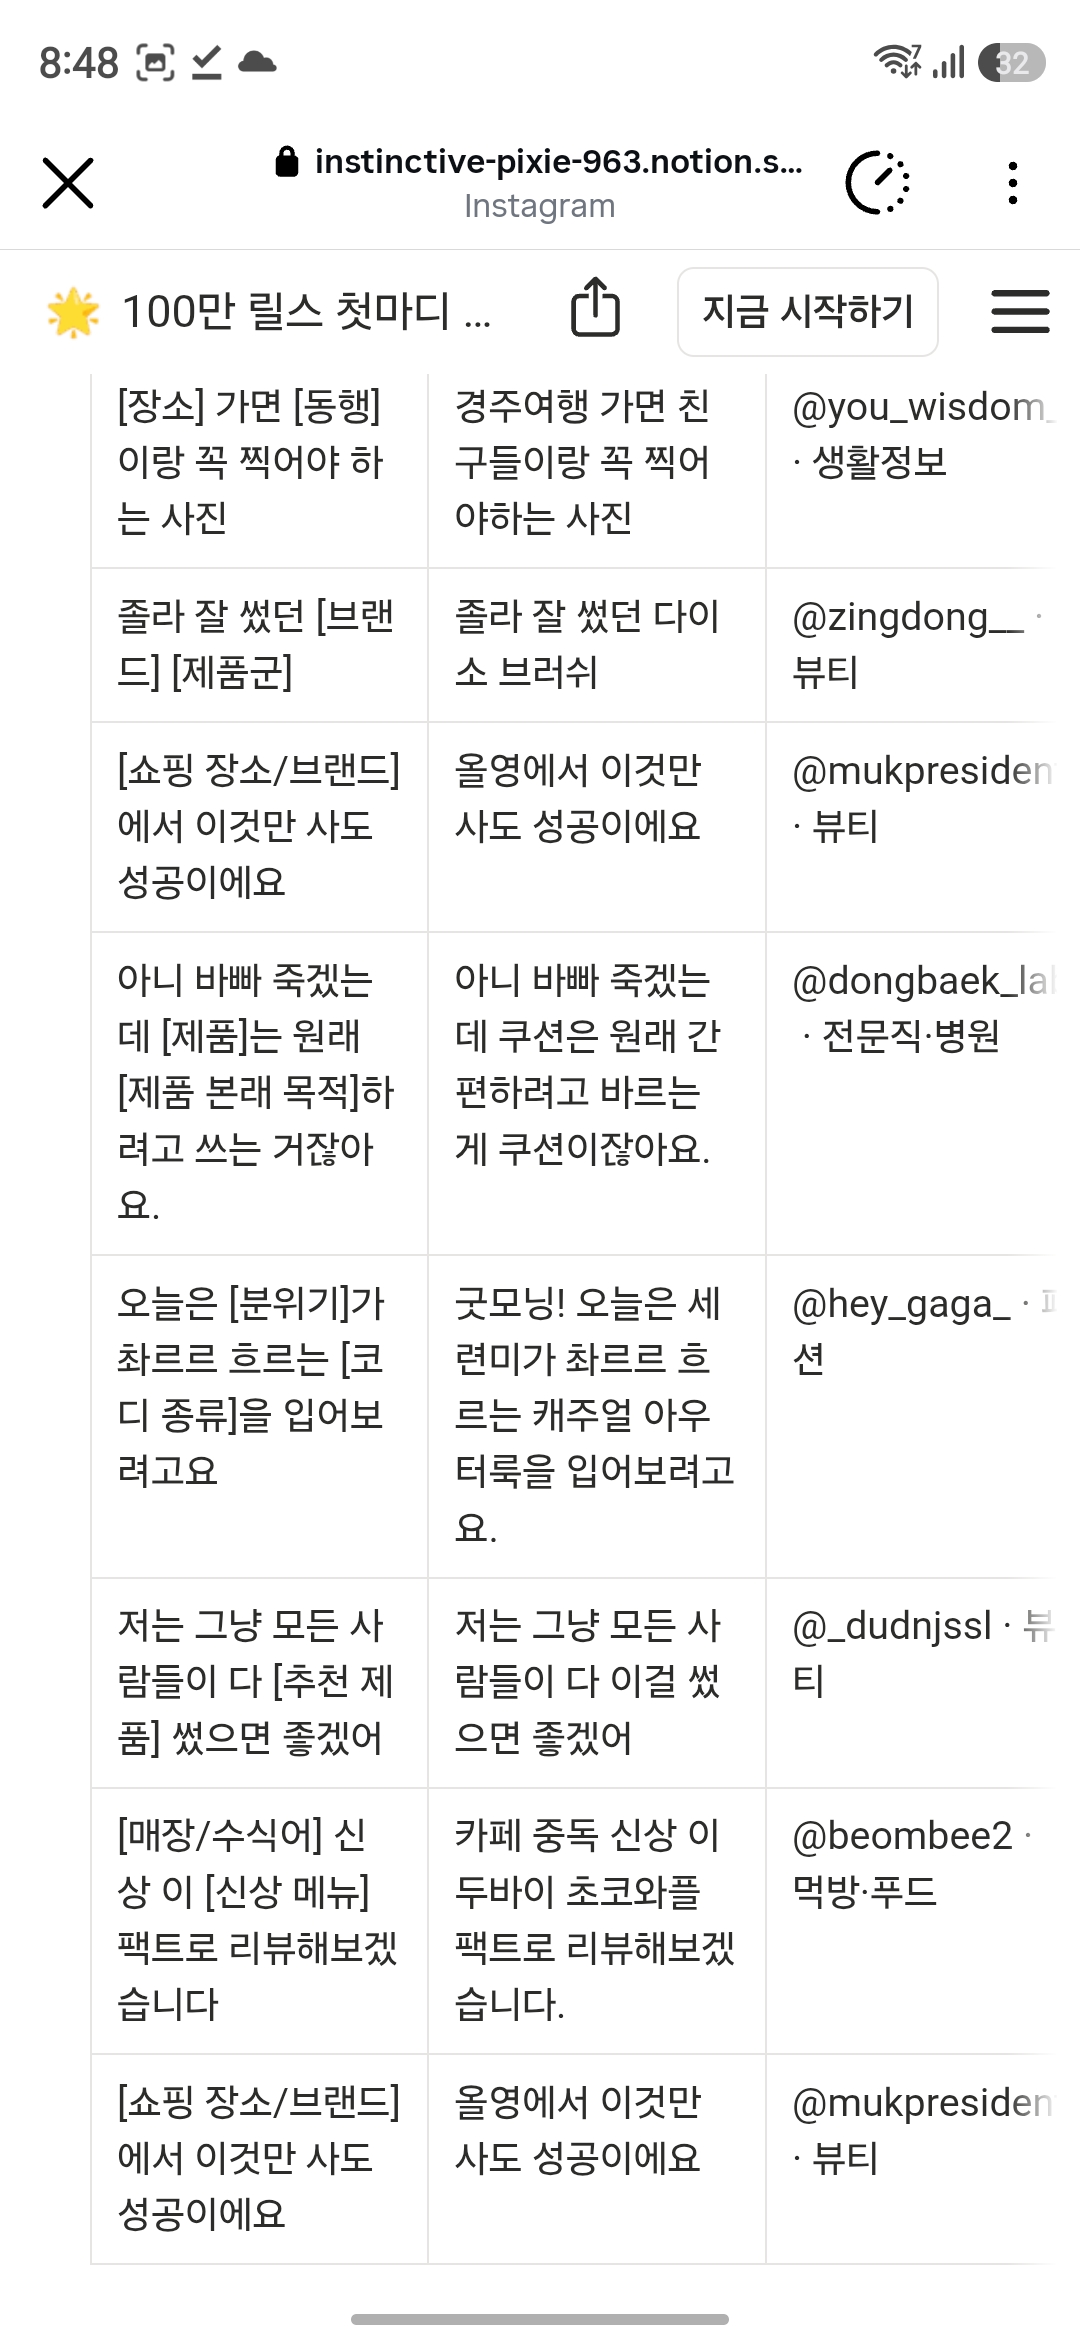 8:48
7
32
instinctive-pixie-963.notion.s...
Instagram
100만 릴스 첫마디 ...
지금 시작하기
[장소] 가면 [동행]
이랑 꼭 찍어야 하
는 사진
경주여행 가면 친
구들이랑 꼭 찍어
야하는 사진
@you_wisdom_
· 생활정보
졸라 잘 썼던 [브랜
드] [제품군]
졸라 잘 썼던 다이
소 브러쉬
@zingdong__ ·
뷰티
[쇼핑 장소/브랜드]
에서 이것만 사도
성공이에요
올영에서 이것만
사도 성공이에요
@mukpresident
· 뷰티
아니 바빠 죽겠는
데 [제품]는 원래
[제품 본래 목적]하
려고 쓰는 거잖아
요.
아니 바빠 죽겠는
데 쿠션은 원래 간
편하려고 바르는
게 쿠션이잖아요.
@dongbaek_lab
· 전문직·병원
오늘은 [분위기]가
촤르르 흐르는 [코
디 종류]을 입어보
려고요
굿모닝! 오늘은 세
련미가 촤르르 흐
르는 캐주얼 아우
터룩을 입어보려고
요.
@hey_gaga_ · 패
션
저는 그냥 모든 사
람들이 다 [추천 제
품] 썼으면 좋겠어
저는 그냥 모든 사
람들이 다 이걸 썼
으면 좋겠어
@_dudnjssl · 뷰
티
[매장/수식어] 신
상 이 [신상 메뉴]
팩트로 리뷰해보겠
습니다
카페 중독 신상 이
두바이 초코와플
팩트로 리뷰해보겠
습니다.
@beombee2 ·
먹방·푸드
[쇼핑 장소/브랜드]
에서 이것만 사도
성공이에요
올영에서 이것만
사도 성공이에요
@mukpresident
· 뷰티